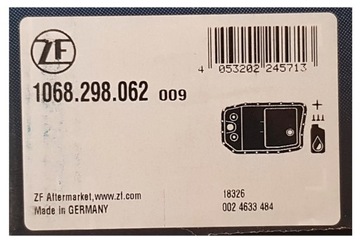 ZF
4 053202 245713
1068.298.062 009
+
ZF Aftermarket, www.zf.com
Made in GERMANY
18326
002 4633 484